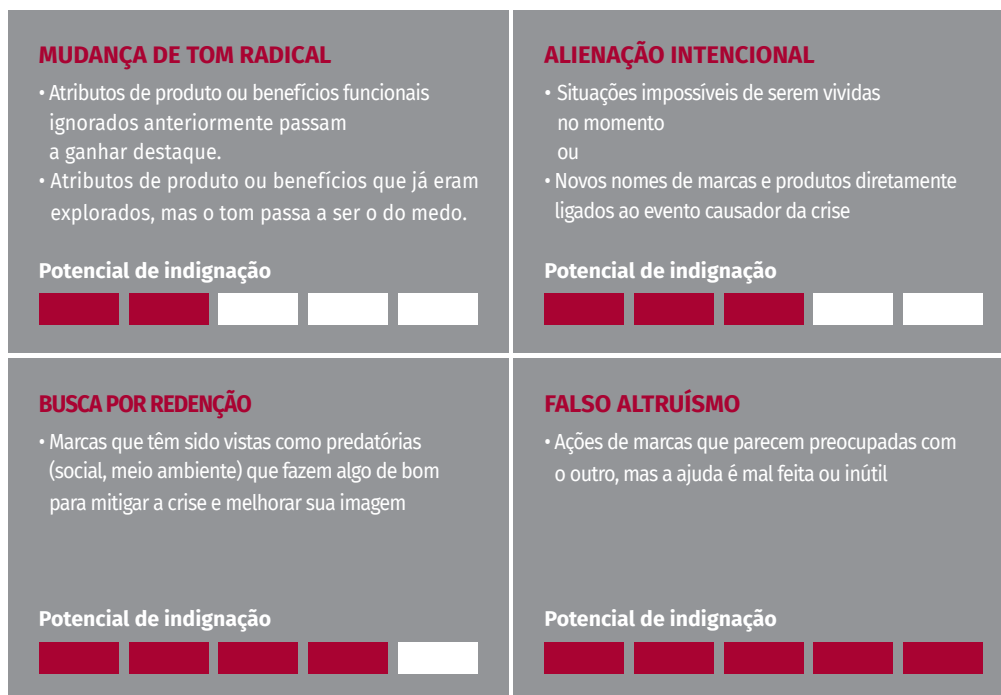 MUDANÇA DE TOM RADICAL
• Atributos de produto ou benefícios funcionais
ignorados anteriormente passam
a ganhar destaque.
• Atributos de produto ou benefícios que já eram
explorados, mas o tom passa a ser o do medo.
Potencial de indignação
ALIENAÇÃO INTENCIONAL
• Situações impossíveis de serem vividas
no momento
ou
• Novos nomes de marcas e produtos diretamente
ligados ao evento causador da crise
Potencial de indignação
BUSCA POR REDENÇÃO
• Marcas que têm sido vistas como predatórias
(social, meio ambiente) que fazem algo de bom
para mitigar a crise e melhorar sua imagem
Potencial de indignação
FALSO ALTRUÍSMO
• Ações de marcas que parecem preocupadas com
o outro, mas a ajuda é mal feita ou inútil
Potencial de indignação